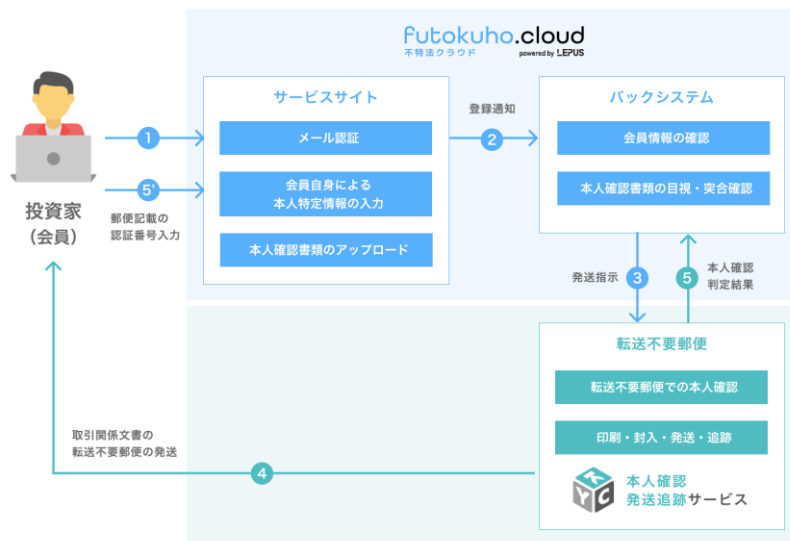 futokuho.cloud
不特法クラウド
powered by LEPUS
サービスサイト
メール認証
会員自身による
本人特定情報の入力
本人確認書類のアップロード
登録通知
2
バックシステム
会員情報の確認
本人確認書類の目視・突合確認
1
5'
郵便記載の
認証番号入力
投資家
（会員）
発送指示
3
5
本人確認
判定結果
転送不要郵便
転送不要郵便での本人確認
印刷・封入・発送・追跡
KYC
本人確認
発送追跡サービス
取引関係文書の
転送不要郵便の発送
4